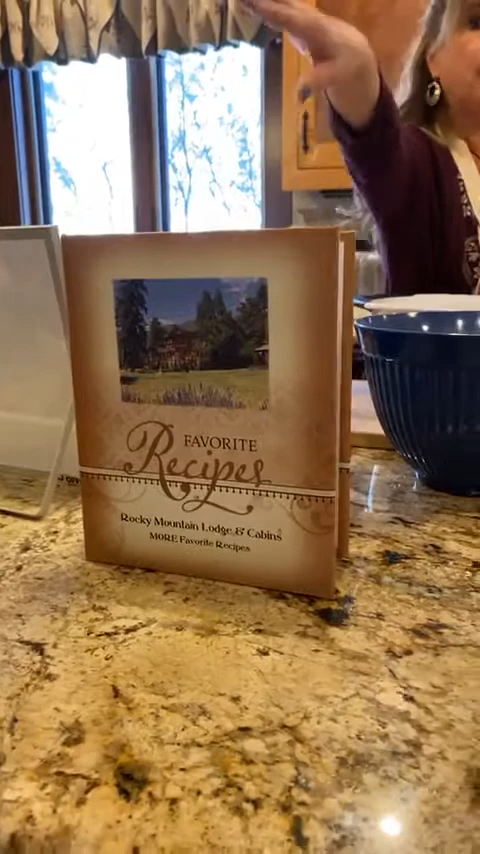 FAVORITE
Recipes
Rocky Mountain Lodge & Cabins
MORE Favorite Recipes